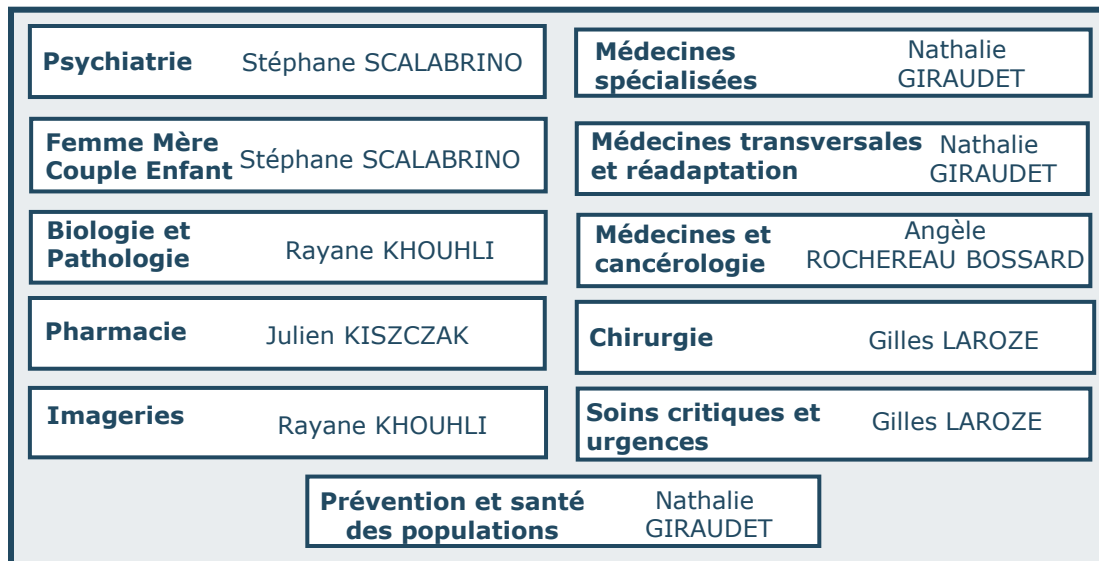 Psychiatrie Stéphane SCALABRINO
Femme Mère
Couple Enfant Stéphane SCALABRINO
Biologie et
Pathologie Rayane KHOUHLI
Pharmacie Julien KISZCZAK
Imageries Rayane KHOUHLI
Médecines Nathalie
spécialisées GIRAUDET
Médecines transversales Nathalie
et réadaptation GIRAUDET
Médecines et Angèle
cancérologie ROCHEREAU BOSSARD
Chirurgie Gilles LAROZE
Soins critiques et Gilles LAROZE
urgences
Prévention et santé Nathalie
des populations GIRAUDET